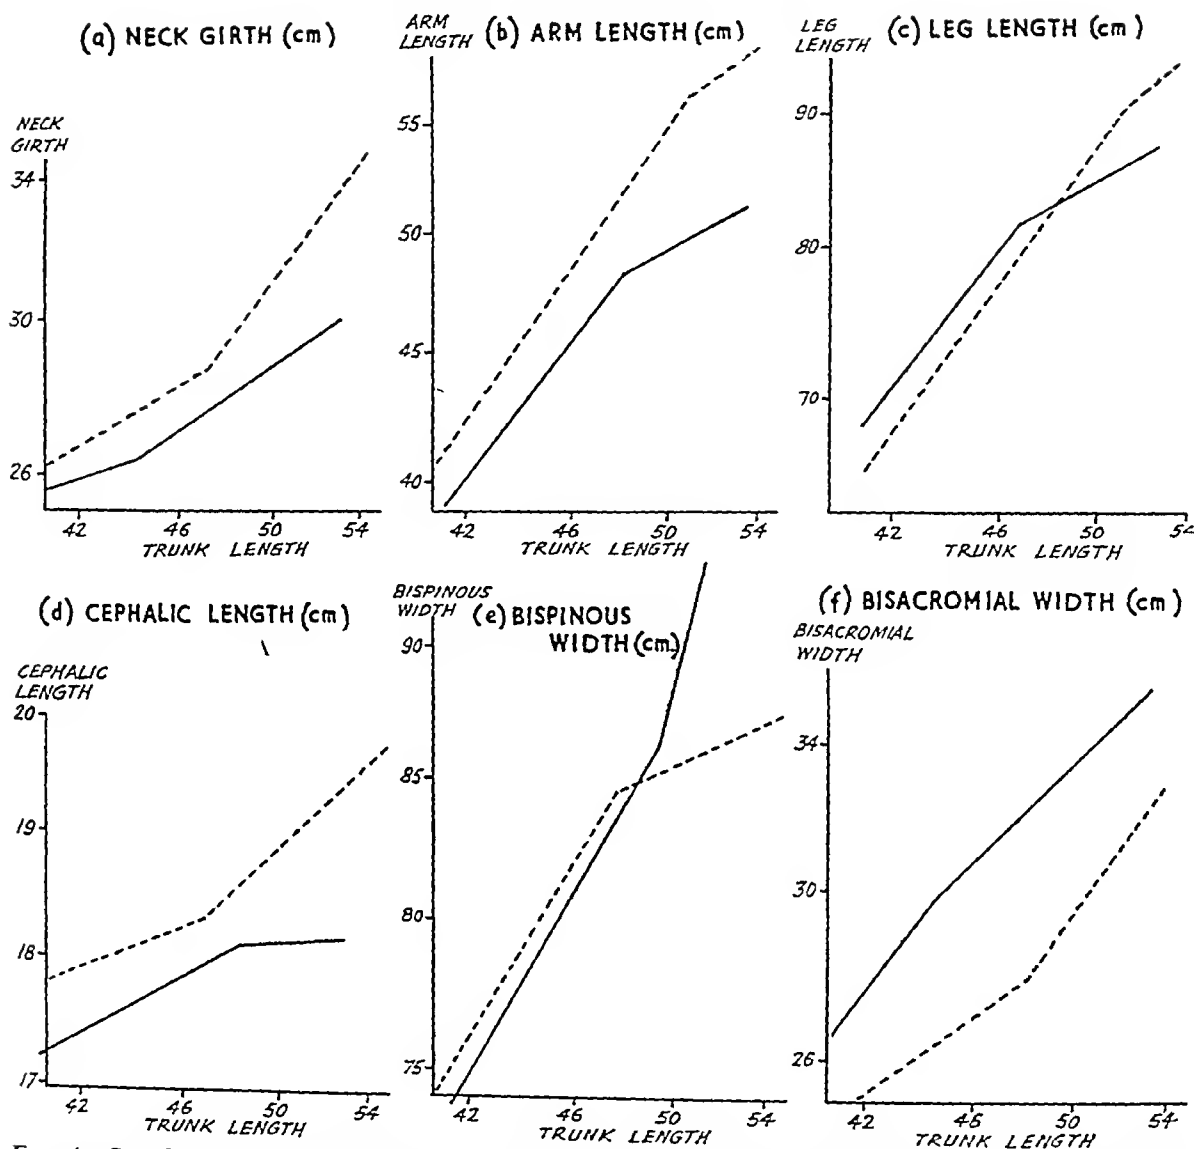 (a) NECK GIRTH (cm)
NECK
GIRTH
34
30
26
42 46 50 54
TRUNK LENGTH
ARM
LENGTH
(b) ARM LENGTH (cm)
55
50
45
40
42 46 50 54
TRUNK LENGTH
LEG
LENGTH
(c) LEG LENGTH (cm)
90
80
70
42 46 50 54
TRUNK LENGTH
(d) CEPHALIC LENGTH (cm)
CEPHALIC
LENGTH
20
19
18
17
42 46 50 54
TRUNK LENGTH
BISPINOUS
WIDTH
(e) BISPINOUS
WIDTH (cm)
90
85
80
75
42 46 50 54
TRUNK LENGTH
(f) BISACROMIAL WIDTH (cm)
BISACROMIAL
WIDTH
34
30
26
42 46 50 54
TRUNK LENGTH